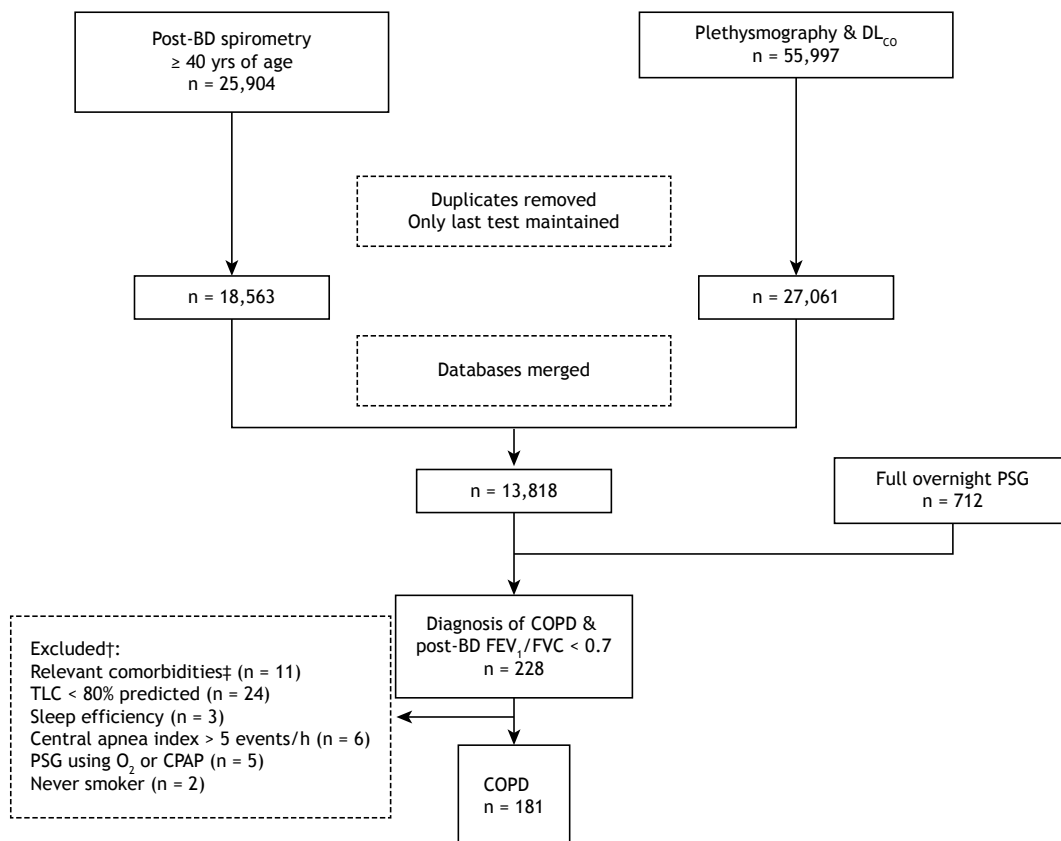 Post-BD spirometry
≥ 40 yrs of age
n = 25,904
Plethysmography & DL_CO
n = 55,997
Duplicates removed
Only last test maintained
n = 18,563
n = 27,061
Databases merged
n = 13,818
Full overnight PSG
n = 712
Diagnosis of COPD &
post-BD FEV₁/FVC < 0.7
n = 228
Excluded†:
Relevant comorbidities‡ (n = 11)
TLC < 80% predicted (n = 24)
Sleep efficiency (n = 3)
Central apnea index > 5 events/h (n = 6)
PSG using O₂ or CPAP (n = 5)
Never smoker (n = 2)
COPD
n = 181